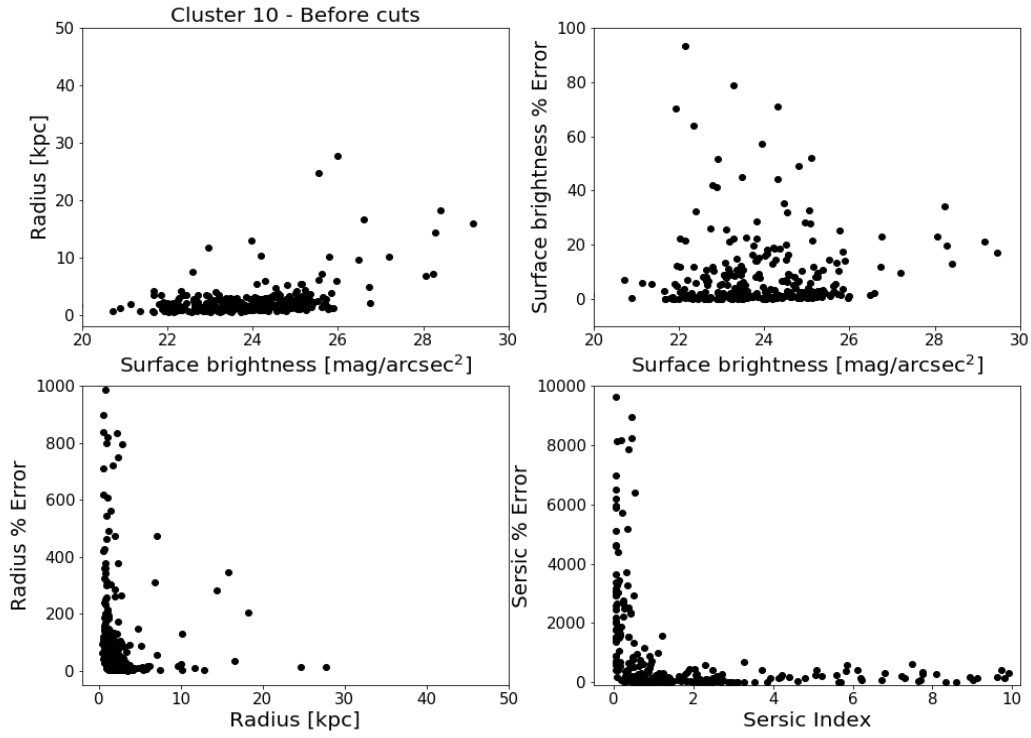 Cluster 10 - Before cuts
50
40
30
20
10
0
Radius [kpc]
20 22 24 26 28 30
Surface brightness [mag/arcsec²]
100
80
60
40
20
0
Surface brightness % Error
20 22 24 26 28 30
Surface brightness [mag/arcsec²]
1000
800
600
400
200
0
Radius % Error
0 10 20 30 40 50
Radius [kpc]
10000
8000
6000
4000
2000
0
Sersic % Error
0 2 4 6 8 10
Sersic Index